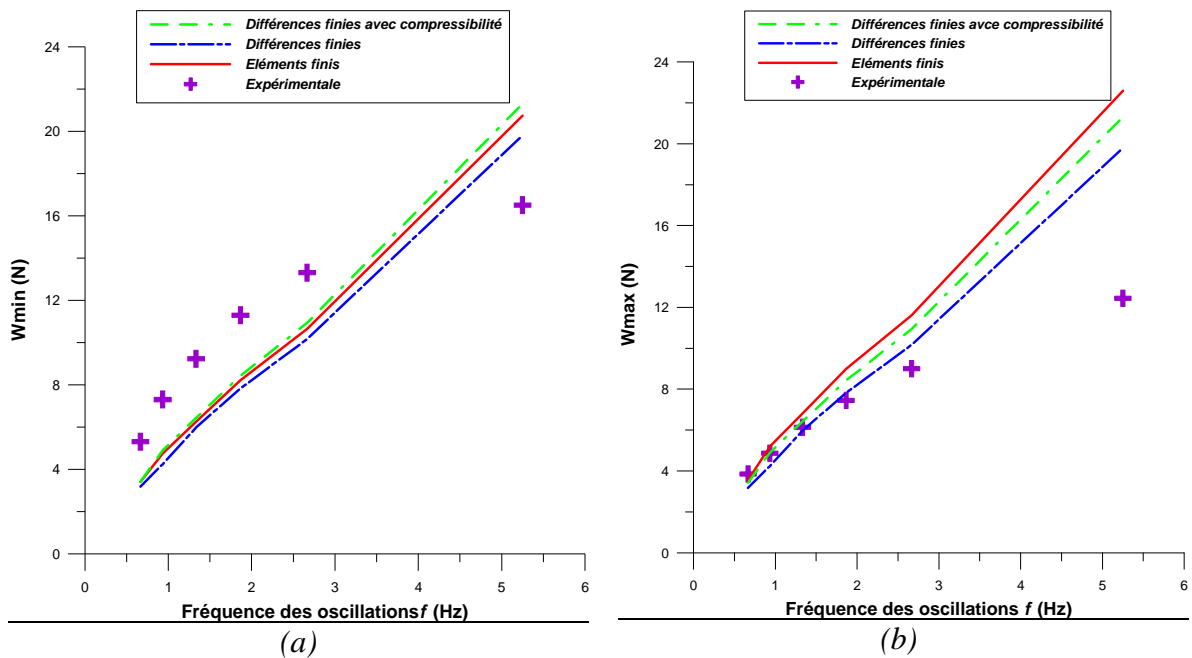 Différences finies avec compressibilité
Différences finies
Eléments finis
Expérimentale
24
20
16
12
8
4
0
Wmin (N)
0 1 2 3 4 5 6
Fréquence des oscillations f (Hz)
(a)
Différences finies avce compressibilité
Différences finies
Eléments finis
Expérimentale
24
20
16
12
8
4
0
Wmax (N)
0 1 2 3 4 5 6
Fréquence des oscillations f (Hz)
(b)